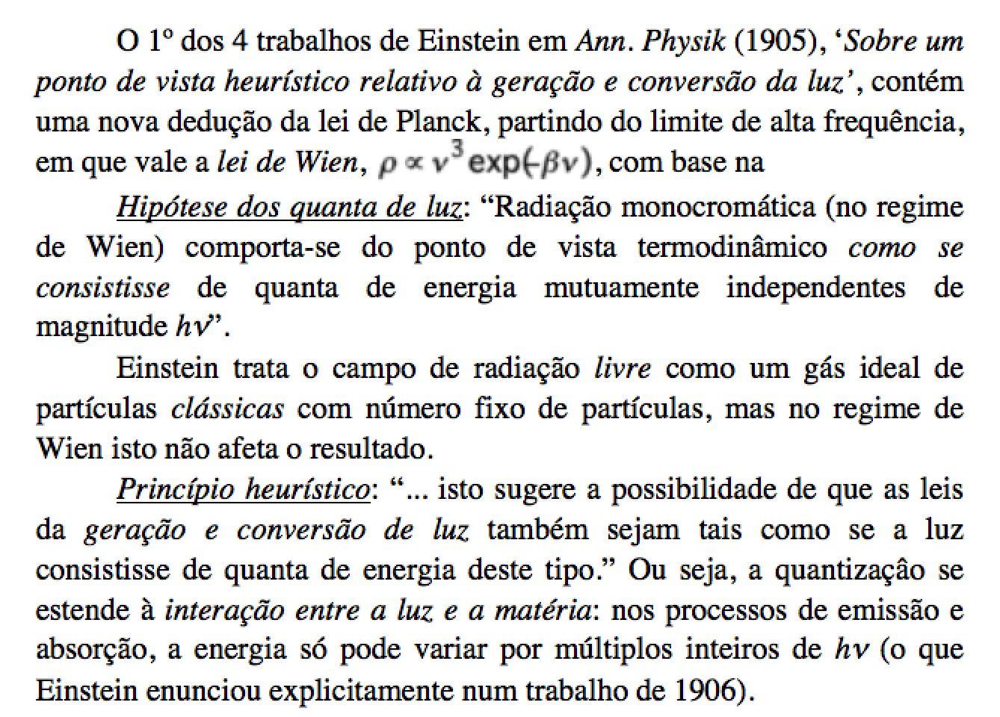 O 1º dos 4 trabalhos de Einstein em Ann. Physik (1905), ‘Sobre um
ponto de vista heurístico relativo à geração e conversão da luz’, contém
uma nova dedução da lei de Planck, partindo do limite de alta frequência,
em que vale a lei de Wien, ρ ∝ ν³ exp(-βν), com base na
Hipótese dos quanta de luz: “Radiação monocromática (no regime
de Wien) comporta-se do ponto de vista termodinâmico como se
consistisse de quanta de energia mutuamente independentes de
magnitude hν”.
Einstein trata o campo de radiação livre como um gás ideal de
partículas clássicas com número fixo de partículas, mas no regime de
Wien isto não afeta o resultado.
Princípio heurístico: “... isto sugere a possibilidade de que as leis
da geração e conversão de luz também sejam tais como se a luz
consistisse de quanta de energia deste tipo.” Ou seja, a quantizaçâo se
estende à interação entre a luz e a matéria: nos processos de emissão e
absorção, a energia só pode variar por múltiplos inteiros de hν (o que
Einstein enunciou explicitamente num trabalho de 1906).